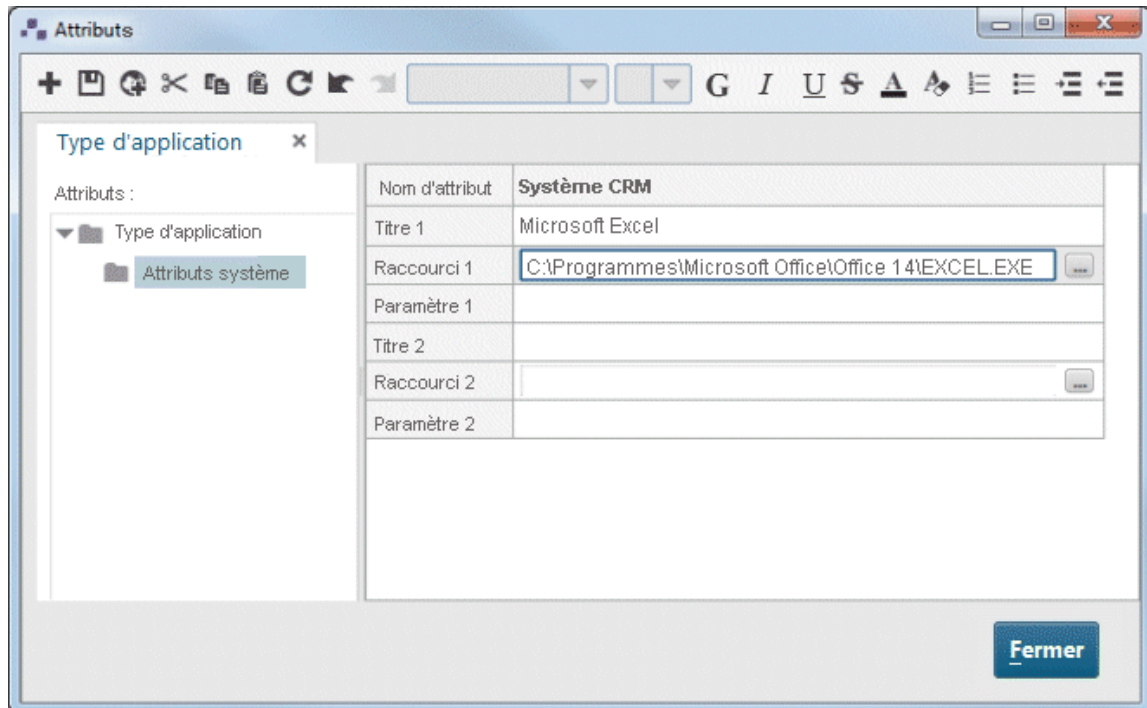 Attributs
G I U S A
Type d'application
Attributs :
Type d'application
Attributs système
Nom d'attribut Système CRM
Titre 1 Microsoft Excel
Raccourci 1 C:\Programmes\Microsoft Office\Office 14\EXCEL.EXE ...
Paramètre 1
Titre 2
Raccourci 2 ...
Paramètre 2
Fermer